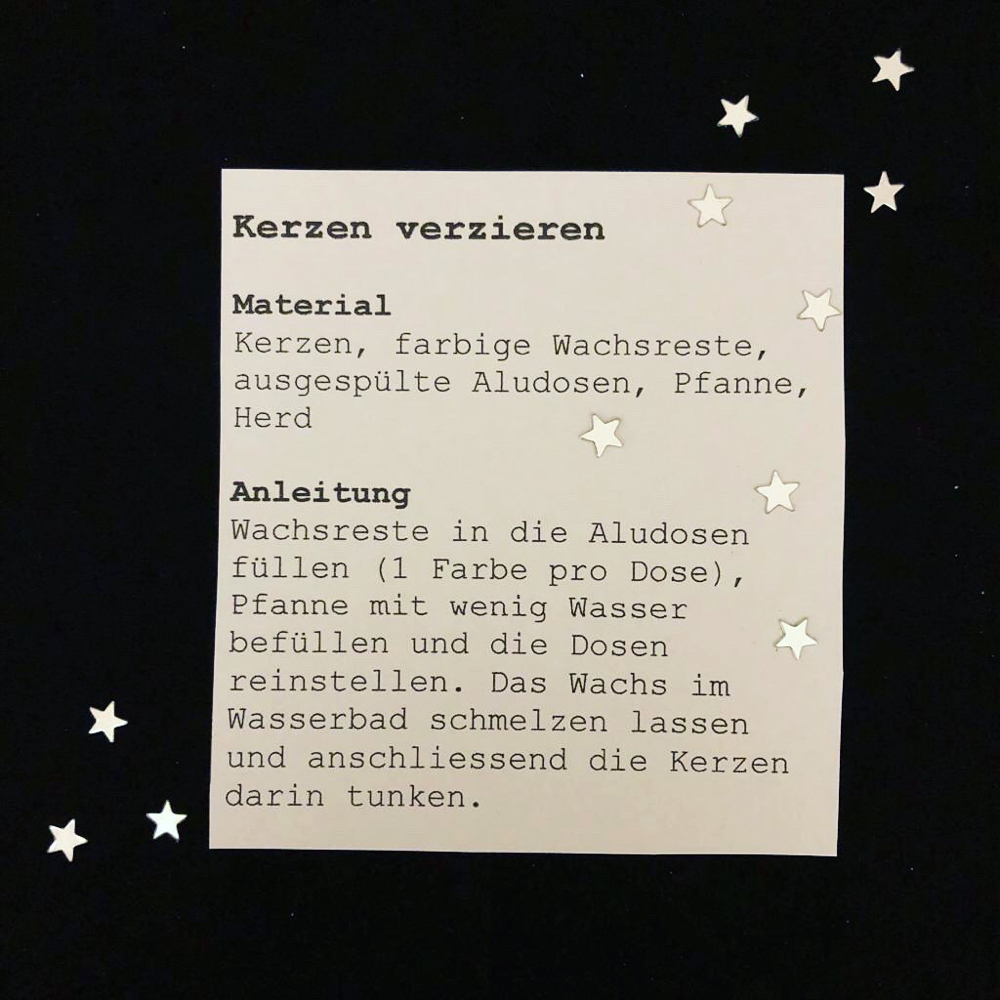 Kerzen verzieren
Material
Kerzen, farbige Wachsreste,
ausgespülte Aludosen, Pfanne,
Herd
Anleitung
Wachsreste in die Aludosen
füllen (1 Farbe pro Dose),
Pfanne mit wenig Wasser
befüllen und die Dosen
reinstellen. Das Wachs im
Wasserbad schmelzen lassen
und anschliessend die Kerzen
darin tunken.